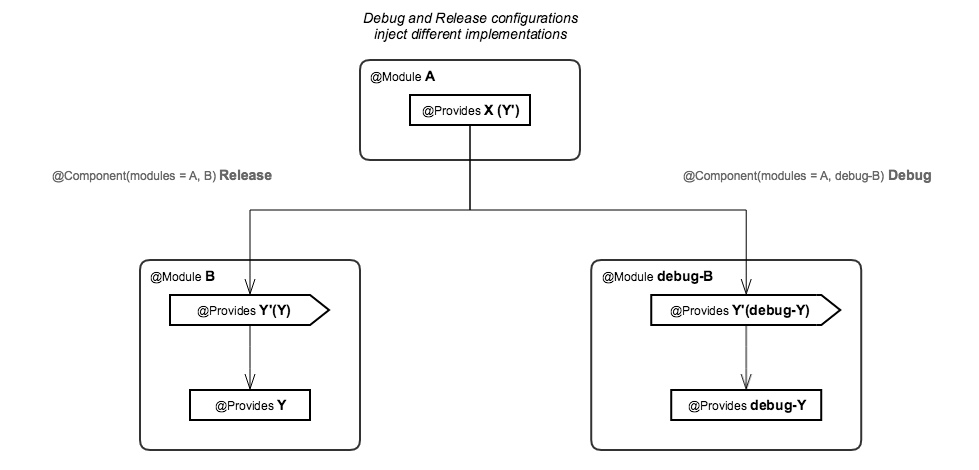 Debug and Release configurations
inject different implementations
@Module A
@Provides X (Y')
@Component(modules = A, B) Release
@Component(modules = A, debug-B) Debug
@Module B
@Provides Y'(Y)
@Provides Y
@Module debug-B
@Provides Y'(debug-Y)
@Provides debug-Y